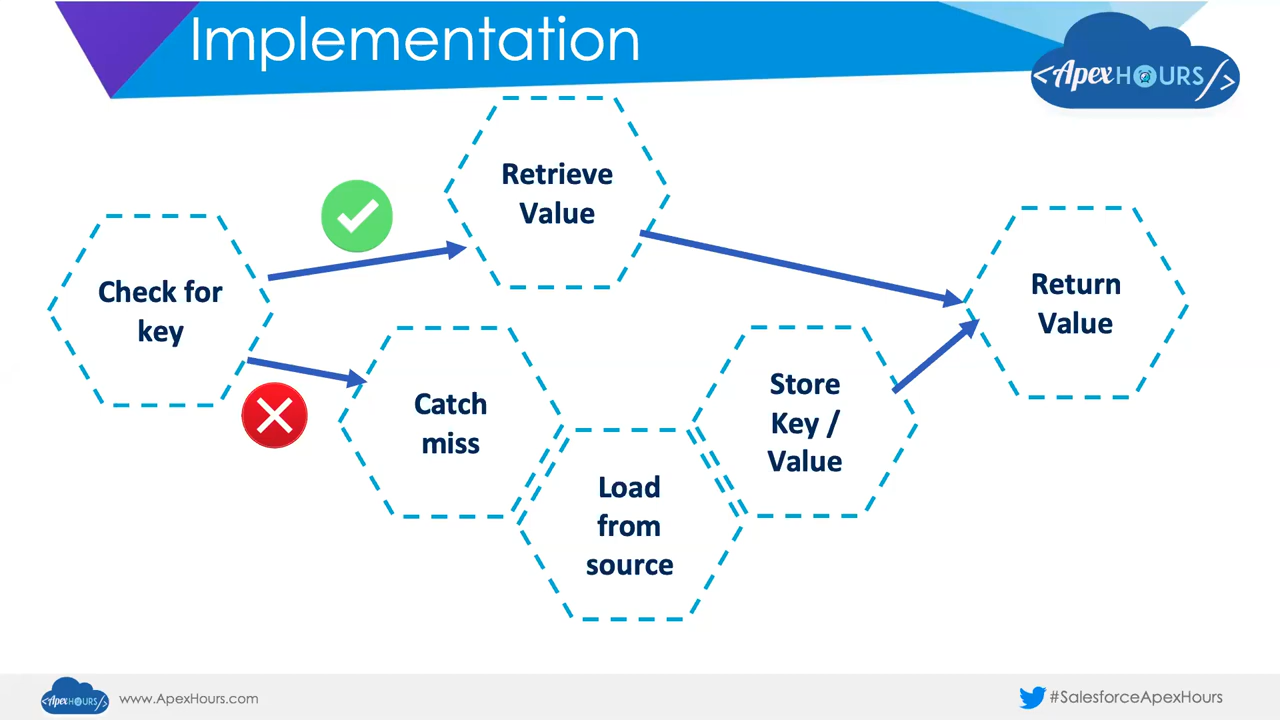 Implementation
<ApexHOURS/>
Retrieve
Value
Check for
key
Return
Value
Catch
miss
Store
Key /
Value
Load
from
source
<ApexHOURS/>
www.ApexHours.com
#SalesforceApexHours